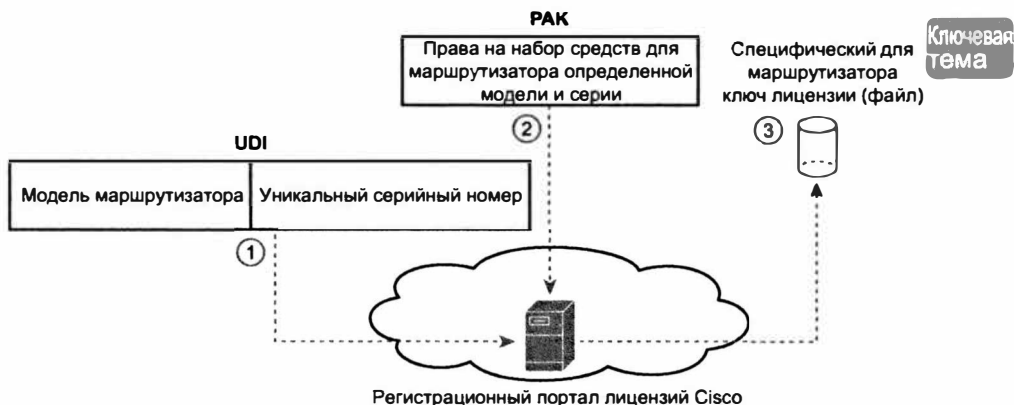 РАК
Права на набор средств для
маршрутизатора определенной
модели и серии
Специфический для
маршрутизатора
ключ лицензии (файл)
Ключевая
тема
2
3
UDI
Модель маршрутизатора
Уникальный серийный номер
1
Регистрационный портал лицензий Cisco